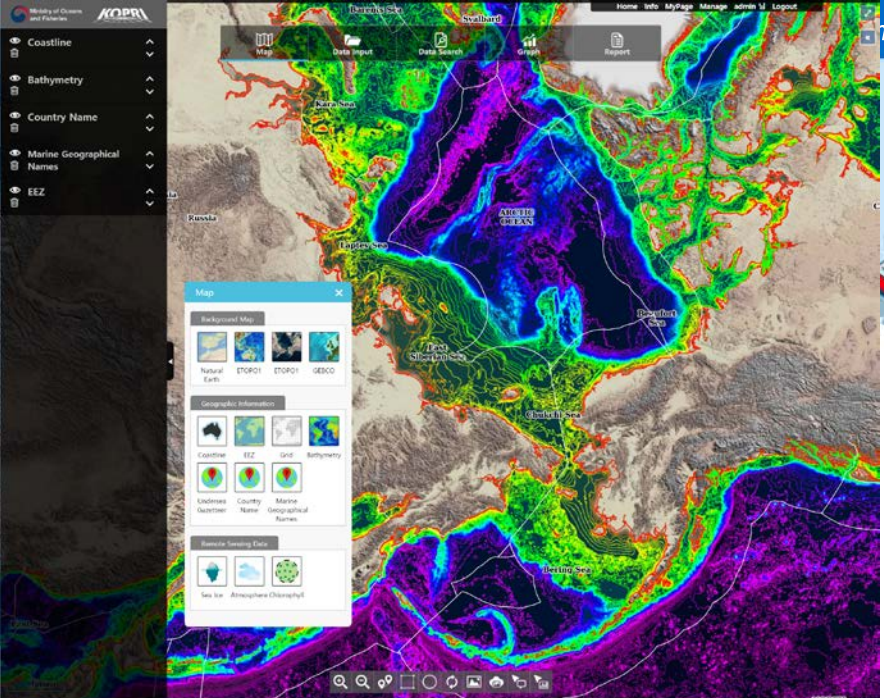 Ministry of Oceans
and Fisheries
KOPRI
Home Info MyPage Manage admin Logout
Map
Data Input
Data Search
Graph
Report
Coastline
Bathymetry
Country Name
Marine Geographical
Names
EEZ
Barents Sea
Svalbard
Kara Sea
Russia
ARCTIC
OCEAN
Laptev Sea
Beaufort
Sea
East
Siberian Sea
Chukchi Sea
Bering Sea
Map
Background Map
Natural
Earth
ETOPO1
ETOPO1
GEBCO
Geographic Information
Coastline
EEZ
Grid
Bathymetry
Undersea
Gazetteer
Country
Name
Marine
Geographical
Names
Remote Sensing Data
Sea Ice
Atmosphere
Chlorophyll